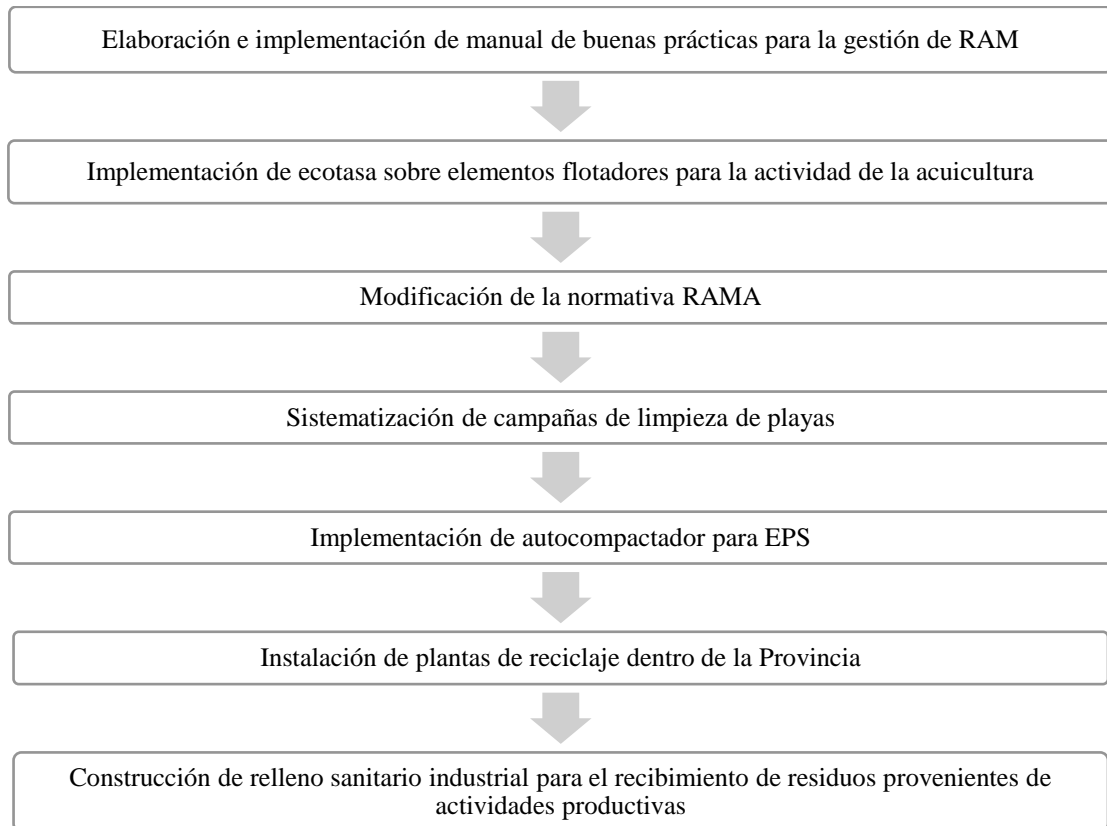 Elaboración e implementación de manual de buenas prácticas para la gestión de RAM
Implementación de ecotasa sobre elementos flotadores para la actividad de la acuicultura
Modificación de la normativa RAMA
Sistematización de campañas de limpieza de playas
Implementación de autocompactador para EPS
Instalación de plantas de reciclaje dentro de la Provincia
Construcción de relleno sanitario industrial para el recibimiento de residuos provenientes de
actividades productivas